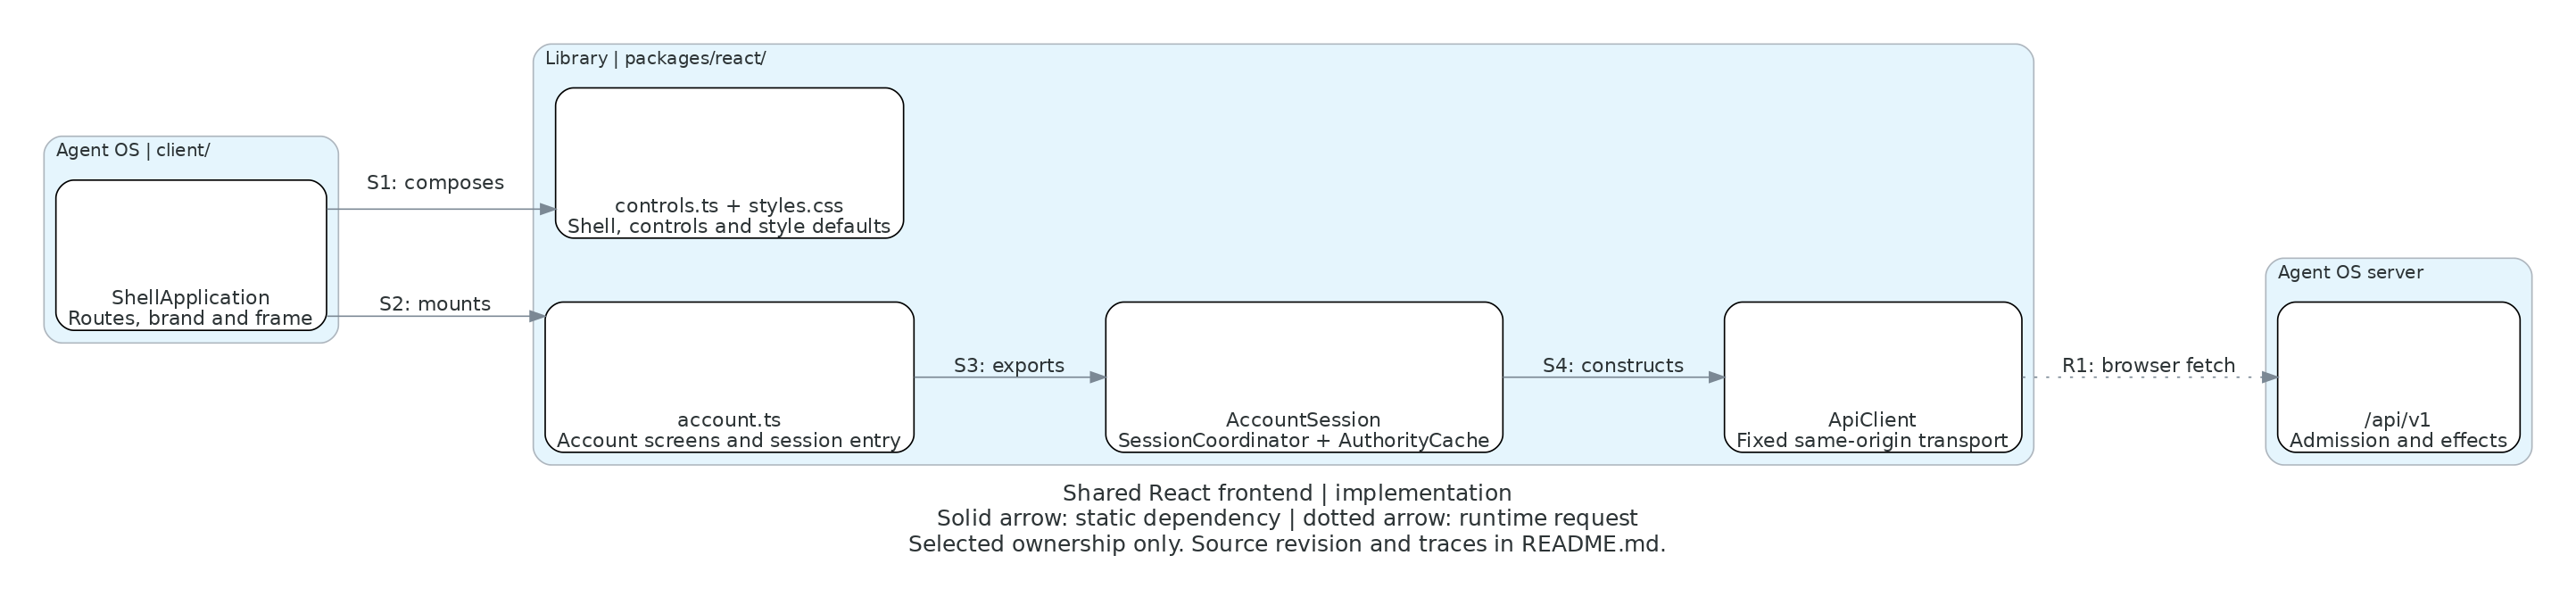 Library | packages/react/
Agent OS | client/
S1: composes
controls.ts + styles.css
Shell, controls and style defaults
ShellApplication
Routes, brand and frame
S2: mounts
account.ts
Account screens and session entry
S3: exports
AccountSession
SessionCoordinator + AuthorityCache
S4: constructs
ApiClient
Fixed same-origin transport
R1: browser fetch
Agent OS server
/api/v1
Admission and effects
Shared React frontend | implementation
Solid arrow: static dependency | dotted arrow: runtime request
Selected ownership only. Source revision and traces in README.md.